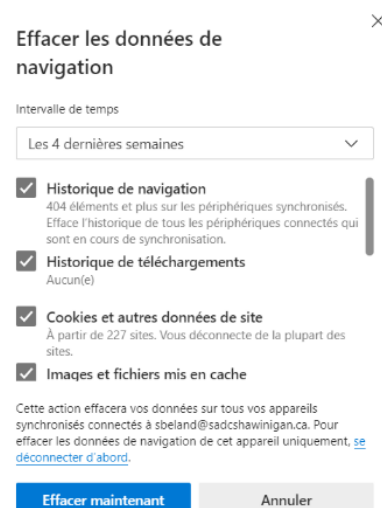 Effacer les données de
navigation
Intervalle de temps
Les 4 dernières semaines
Historique de navigation
404 éléments et plus sur les périphériques synchronisés.
Efface l'historique de tous les périphériques connectés qui
sont en cours de synchronisation.
Historique de téléchargements
Aucun(e)
Cookies et autres données de site
À partir de 227 sites. Vous déconnecte de la plupart des
sites.
Images et fichiers mis en cache
Cette action effacera vos données sur tous vos appareils
synchronisés connectés à sbeland@sadcshawinigan.ca. Pour
effacer les données de navigation de cet appareil uniquement, se
déconnecter d'abord.
Effacer maintenant
Annuler